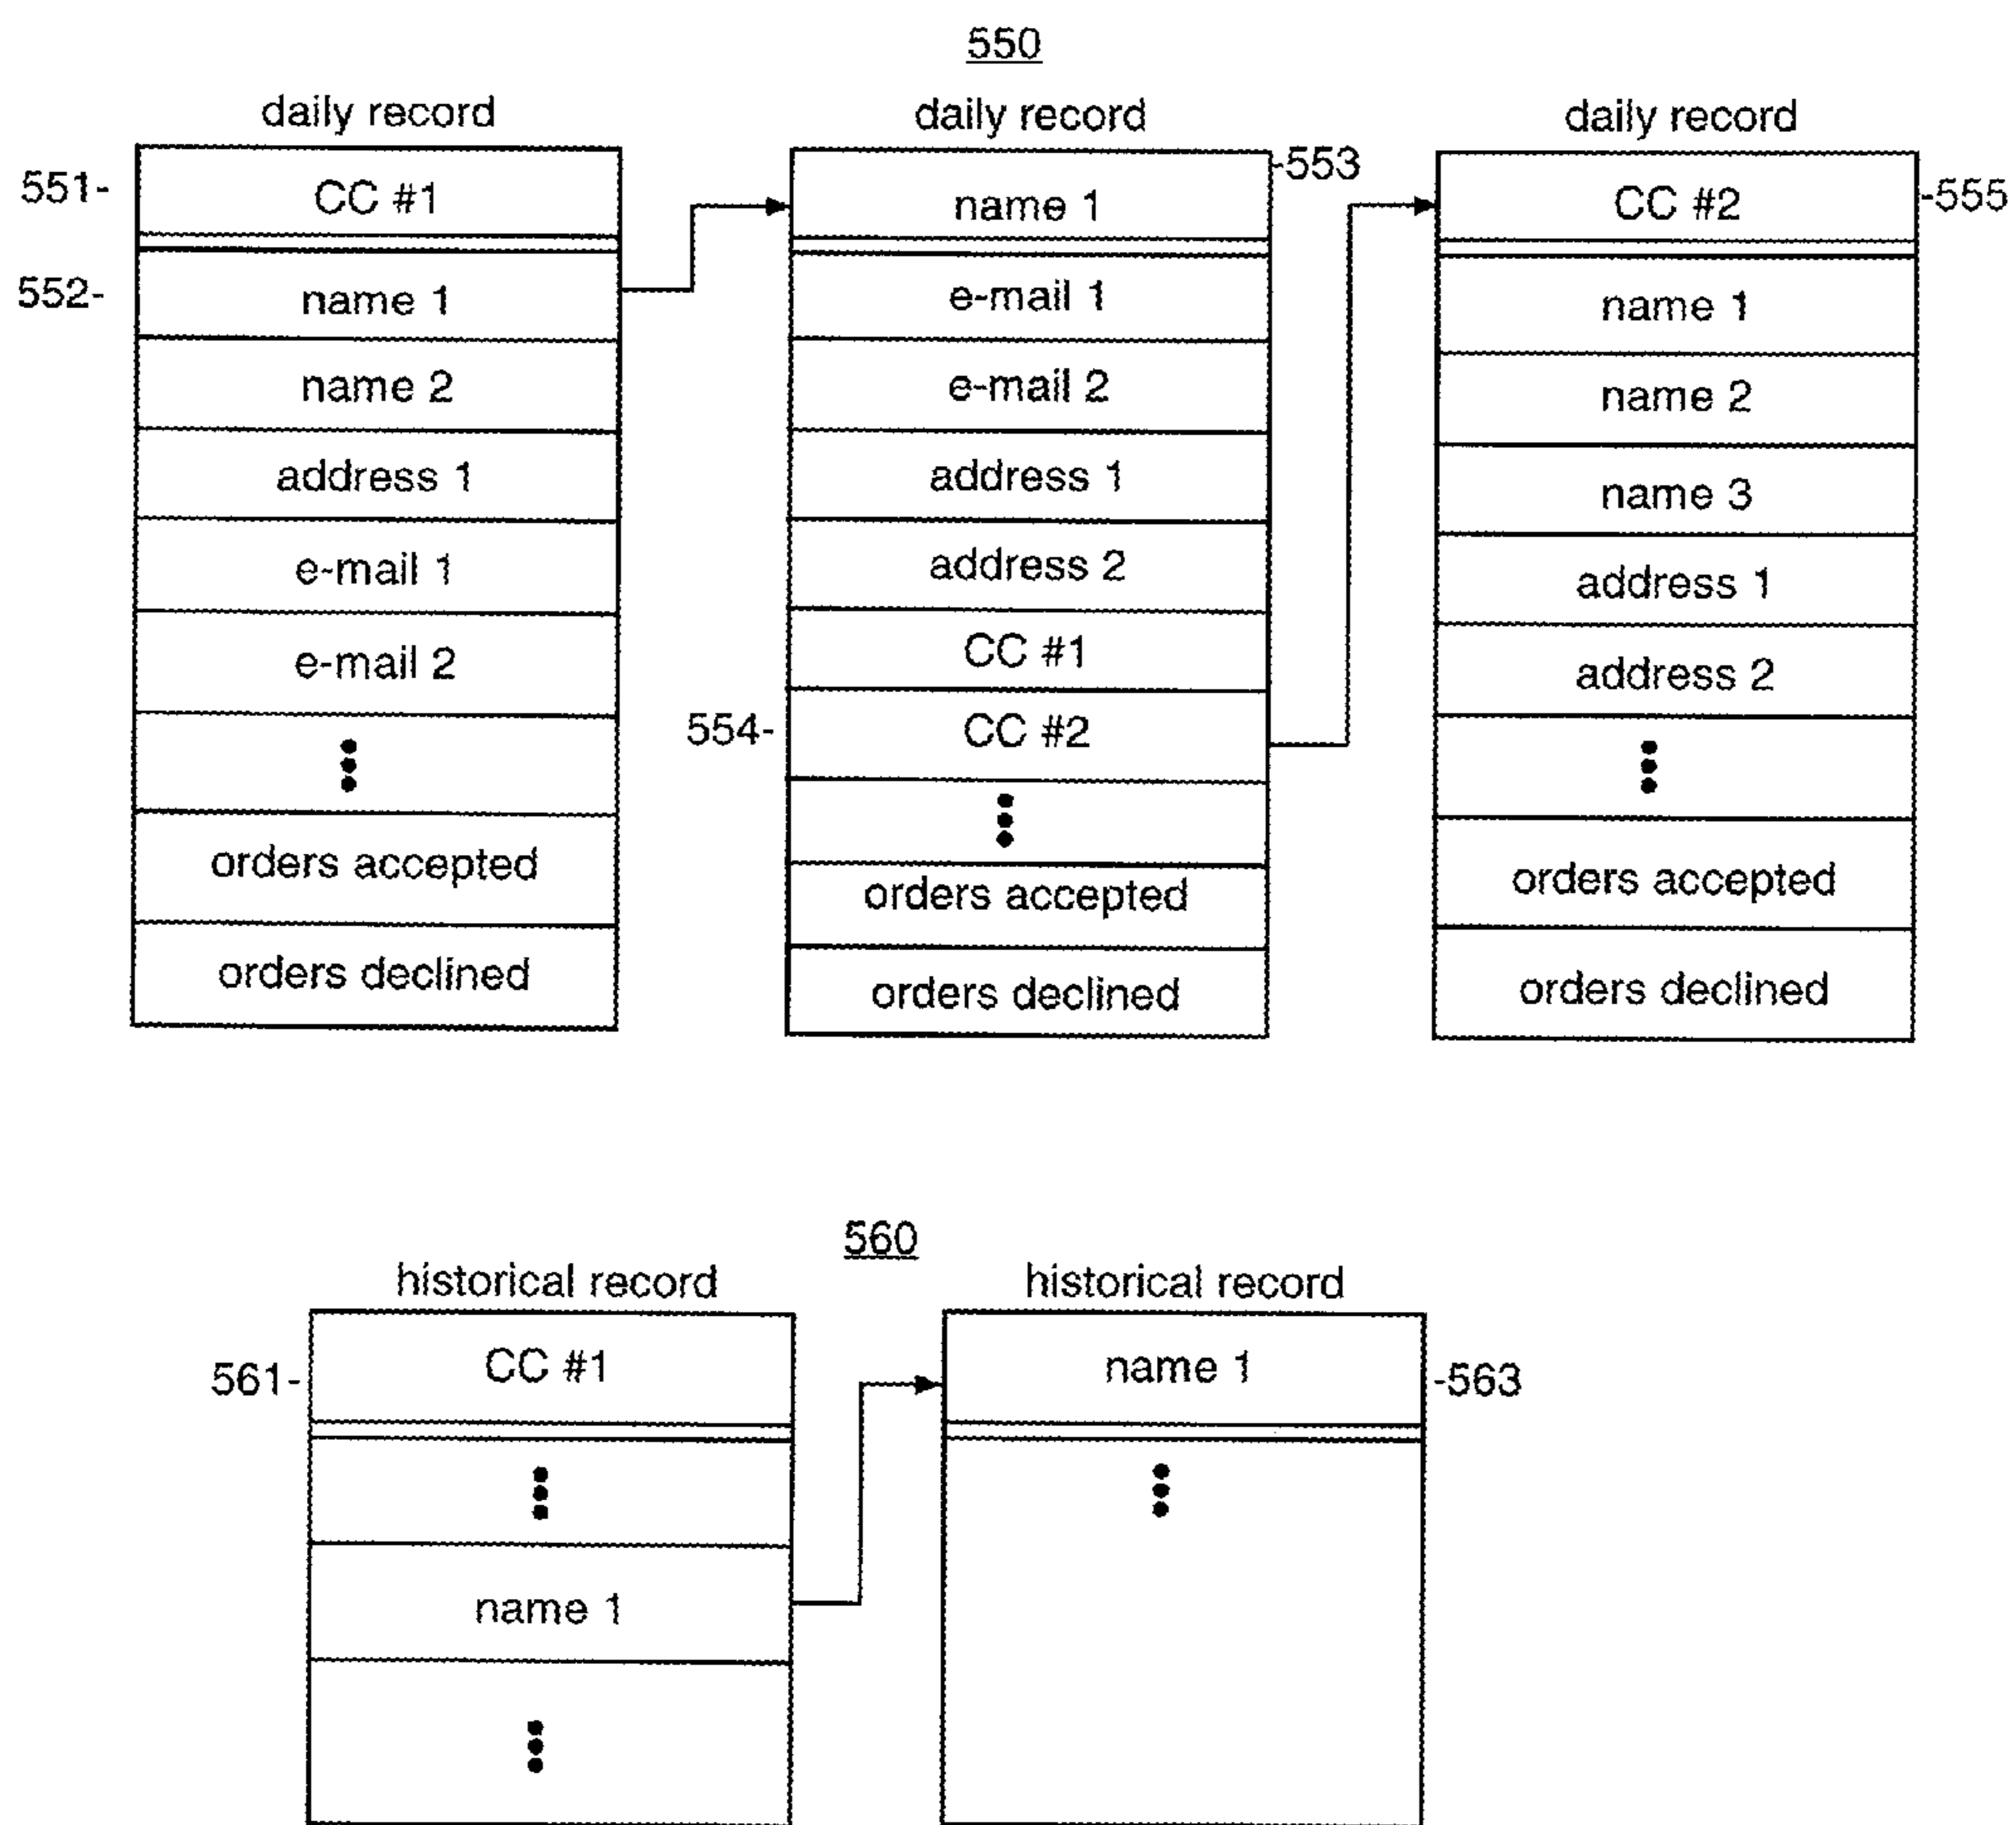 550
daily record
551-
CC #1
552-
name 1
name 2
address 1
e-mail 1
e-mail 2
orders accepted
orders declined
daily record
-553
name 1
e-mail 1
e-mail 2
address 1
address 2
CC #1
554-
CC #2
orders accepted
orders declined
daily record
-555
CC #2
name 1
name 2
name 3
address 1
address 2
orders accepted
orders declined
560
historical record
561-
CC #1
name 1
historical record
name 1
-563